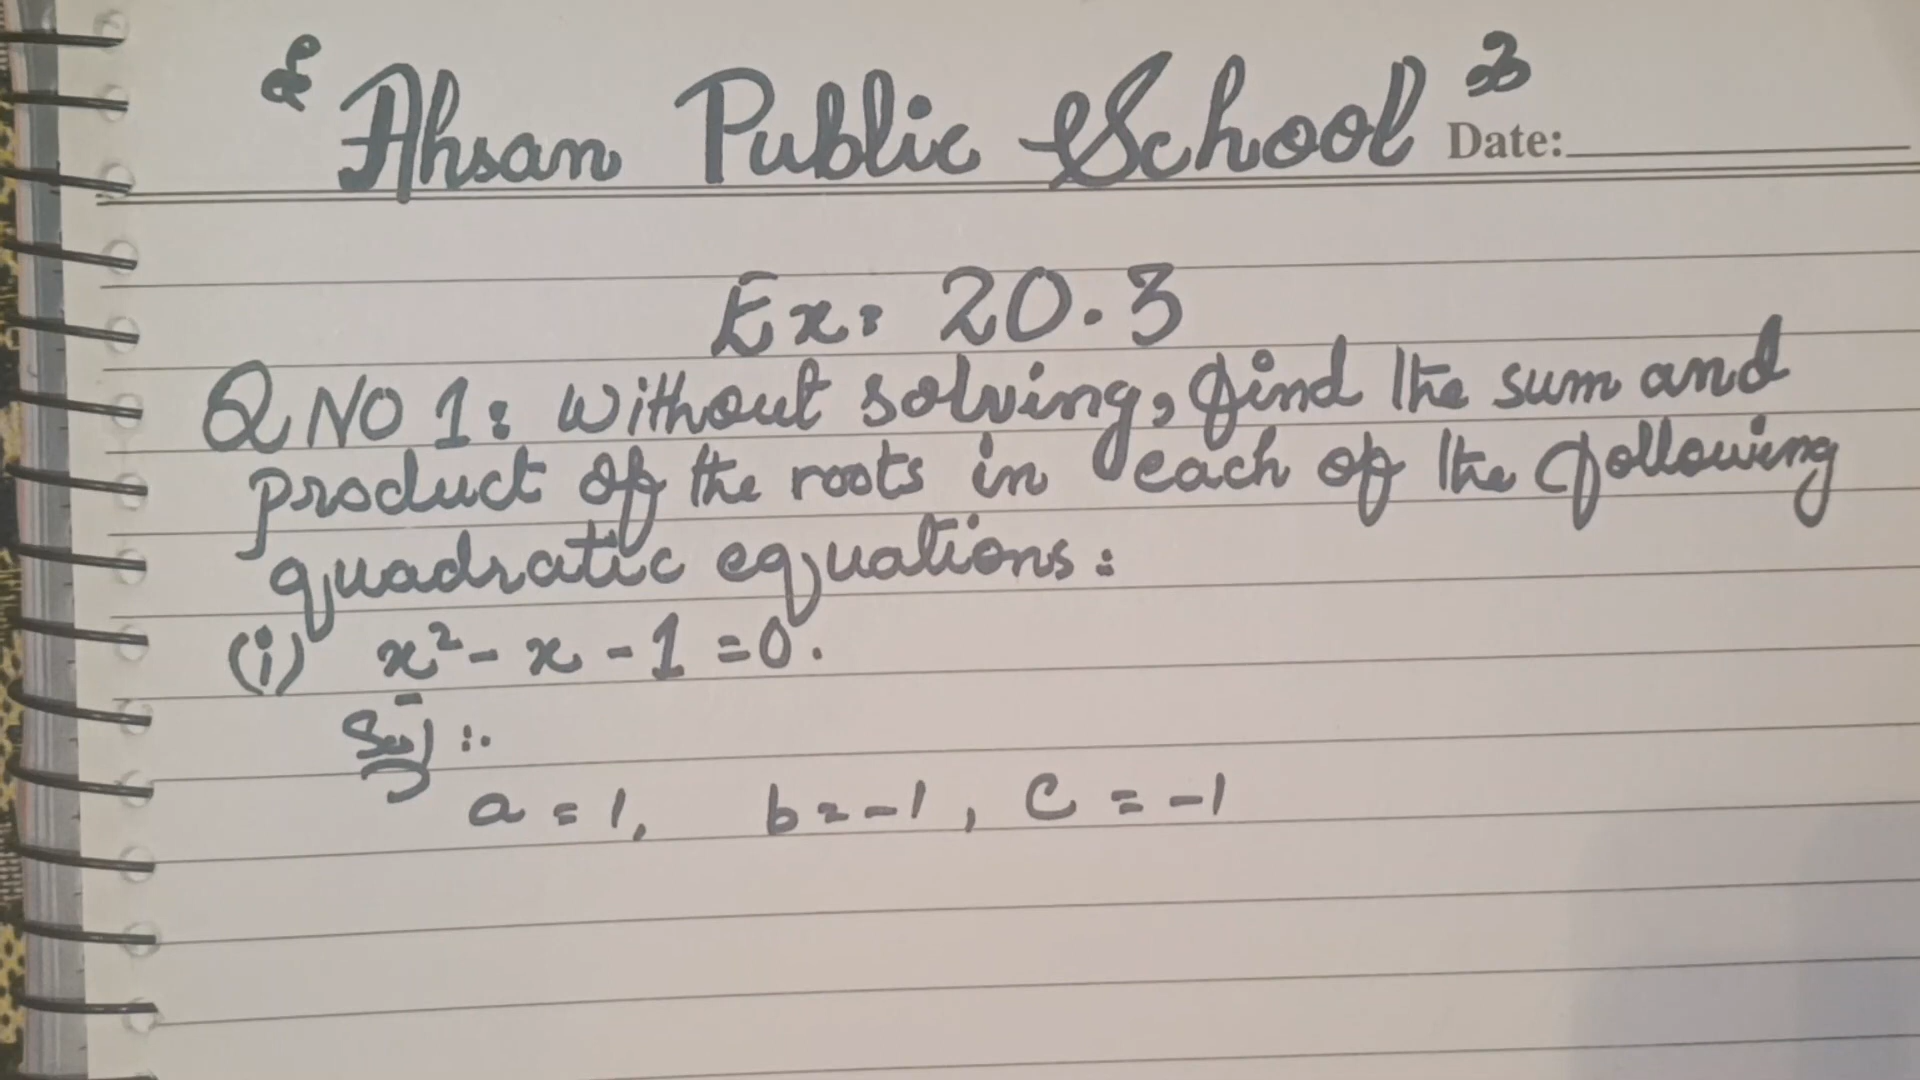 Ahsan Public School
Date:
Ex: 20.3
Q NO 1: Without solving, find the sum and
product of the roots in each of the following
quadratic equations:
(i) x² - x - 1 = 0.
Sol :.
a = 1, b = -1, C = -1